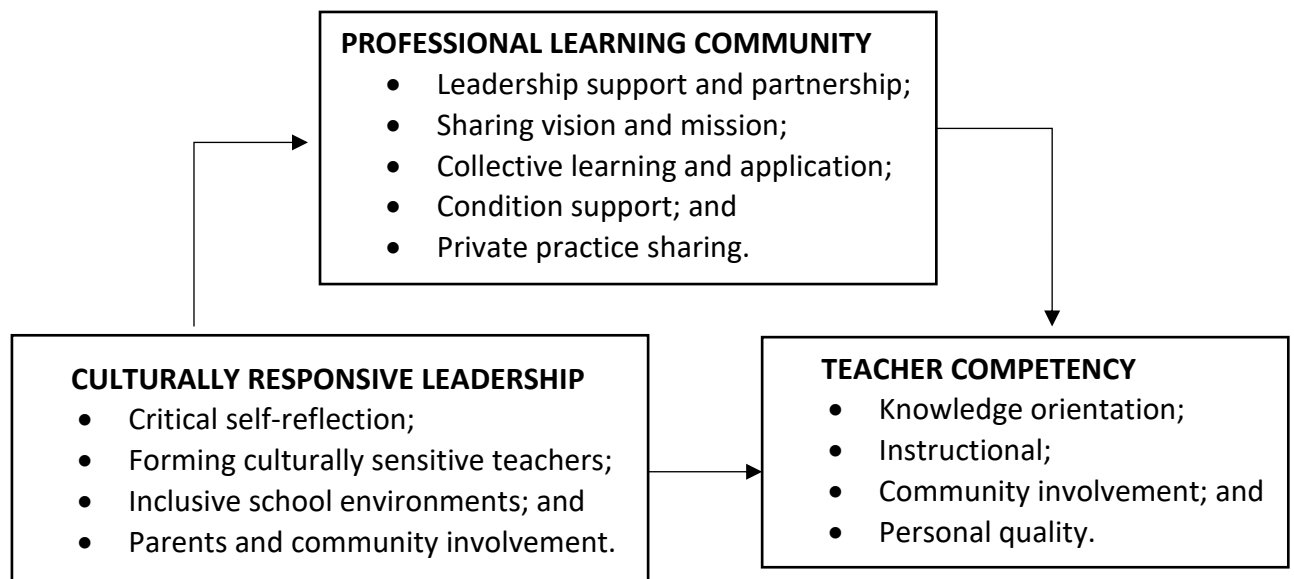 PROFESSIONAL LEARNING COMMUNITY
• Leadership support and partnership;
• Sharing vision and mission;
• Collective learning and application;
• Condition support; and
• Private practice sharing.
CULTURALLY RESPONSIVE LEADERSHIP
• Critical self-reflection;
• Forming culturally sensitive teachers;
• Inclusive school environments; and
• Parents and community involvement.
TEACHER COMPETENCY
• Knowledge orientation;
• Instructional;
• Community involvement; and
• Personal quality.